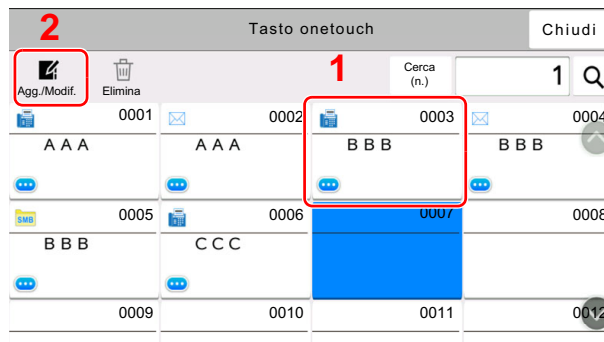 2
Tasto onetouch
Chiudi
Agg./Modif.
Elimina
1
Cerca
(n.)
1
0001
0002
0003
0004
A A A
A A A
B B B
B B B
SMB
0005
0006
0007
0008
B B B
C C C
0009
0010
0011
0012